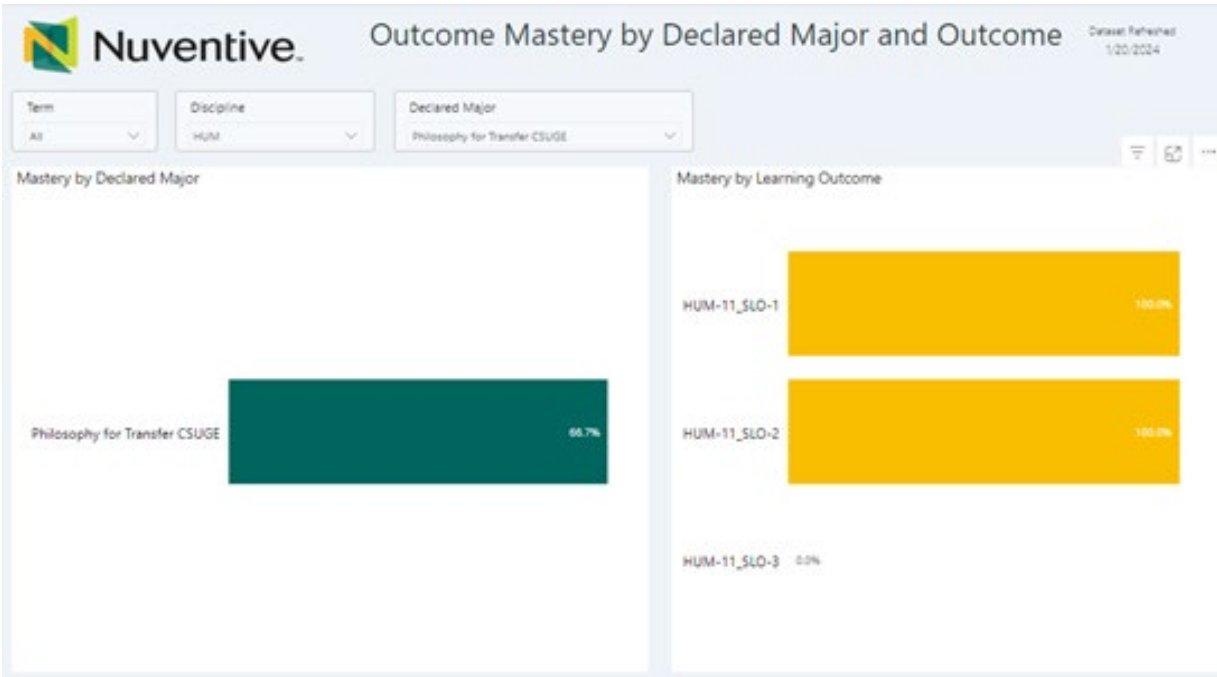 Nuventive.
Outcome Mastery by Declared Major and Outcome
Dataset Refreshed
1/20/2024
Term
All
Discipline
HUM
Declared Major
Philosophy for Transfer CSUGE
Mastery by Declared Major
Philosophy for Transfer CSUGE
66.7%
Mastery by Learning Outcome
HUM-11_SLO-1
100.0%
HUM-11_SLO-2
100.0%
HUM-11_SLO-3
0.0%